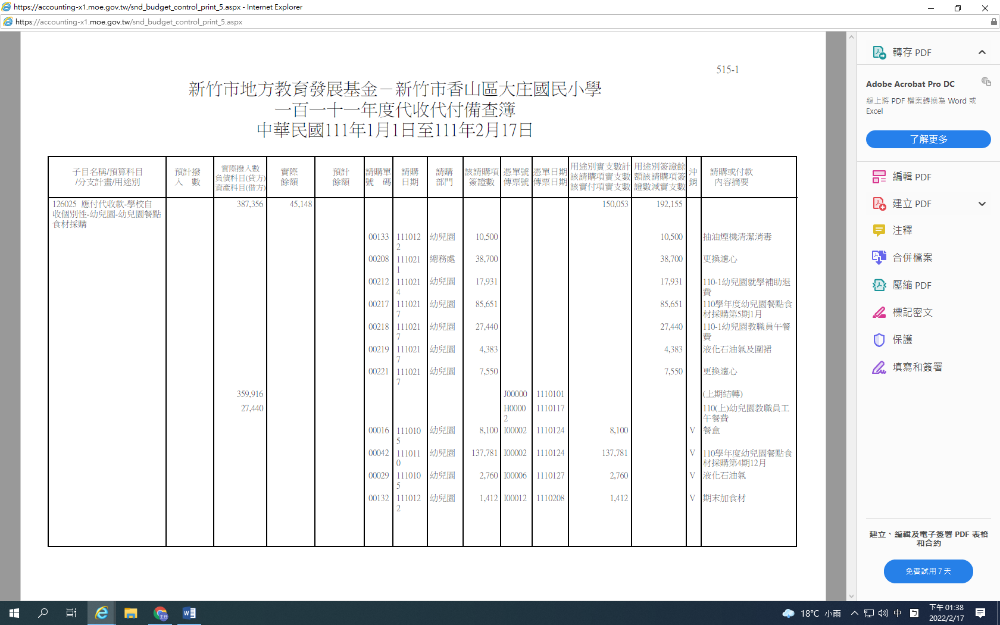 https://accounting-x1.moe.gov.tw/snd_budget_control_print_5.aspx - Internet Explorer
https://accounting-x1.moe.gov.tw/snd_budget_control_print_5.aspx
515-1
新竹市地方教育發展基金－新竹市香山區大庄國民小學
一百一十一年度代收代付備查簿
中華民國111年1月1日至111年2月17日
子目名稱/預算科目
/分支計畫/用途別
預計撥
入 數
實際撥入數
負債科目(貸方)
資產科目(借方)
實際
餘額
預計
餘額
請購單
號 碼
請購
日期
請購
部門
該請購項
簽證數
憑單號
傳票號
憑單日期
傳票日期
用途別實支數計
該請購項實支數
該實付項實支數
用途別簽證餘
額該請購項簽
證數減實支數
沖
銷
請購或付款
內容摘要
126025 應付代收款-學校自
收個別性-幼兒園-幼兒園餐點
食材採購
387,356 45,148 150,053 192,155
00133 111012 幼兒園 10,500 10,500 抽油煙機清潔消毒
2
00208 111021 總務處 38,700 38,700 更換濾心
1
00212 111021 幼兒園 17,931 17,931 110-1幼兒園就學補助退
4 費
00217 111021 幼兒園 85,651 85,651 110學年度幼兒園餐點食
7 材採購第5期1月
00218 111021 幼兒園 27,440 27,440 110-1幼兒園教職員午餐
7 費
00219 111021 幼兒園 4,383 4,383 液化石油氣及圍裙
7
00221 111021 幼兒園 7,550 7,550 更換濾心
7
359,916 J00000 1110101 (上期結轉)
27,440 H0000 1110117 110(上)幼兒園教職員工
2 午餐費
00016 111010 幼兒園 8,100 I00002 1110124 8,100 V 餐盒
5
00042 111011 幼兒園 137,781 I00002 1110124 137,781 V 110學年度幼兒園餐點食
0 材採購第4期12月
00029 111010 幼兒園 2,760 I00006 1110127 2,760 V 液化石油氣
5
00132 111012 幼兒園 1,412 I00012 1110208 1,412 V 期末加食材
2
轉存 PDF
Adobe Acrobat Pro DC
線上將 PDF 檔案轉換為 Word 或
Excel
了解更多
編輯 PDF
建立 PDF
注釋
合併檔案
壓縮 PDF
標記密文
保護
填寫和簽署
建立、編輯及電子簽署 PDF 表格
和合約
免費試用 7 天
主任
18°C 小雨
中
ㄅ
下午 01:38
2022/2/17